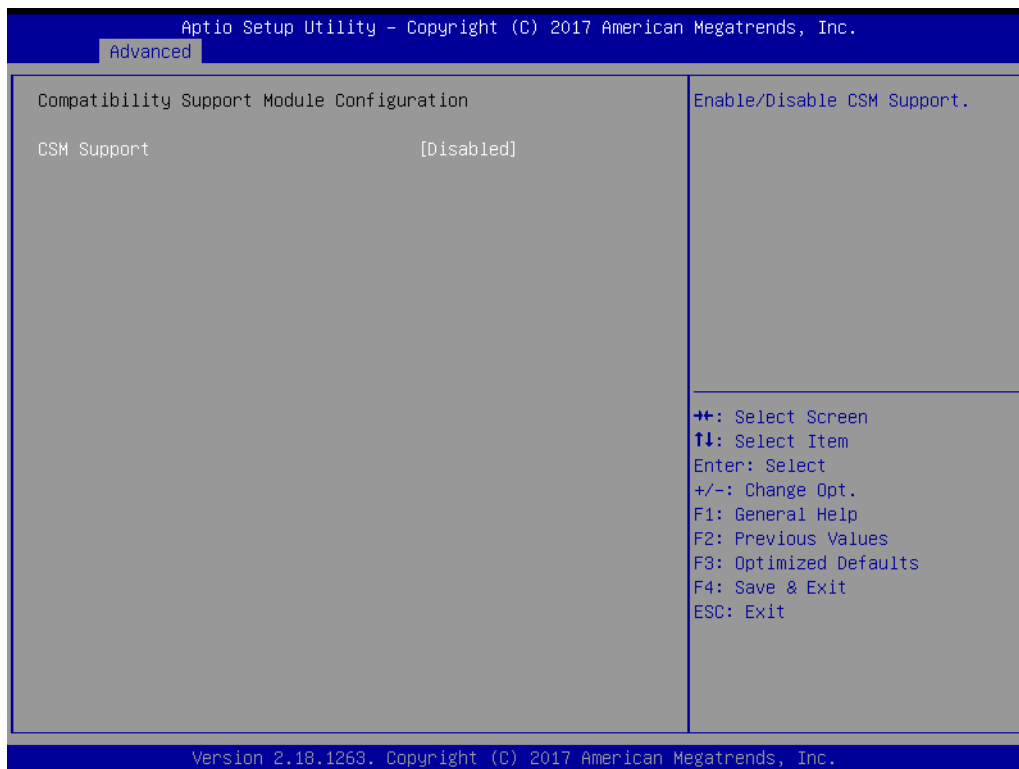 Aptio Setup Utility – Copyright (C) 2017 American Megatrends, Inc.
Advanced
Compatibility Support Module Configuration
CSM Support [Disabled]
Enable/Disable CSM Support.
→←: Select Screen
↑↓: Select Item
Enter: Select
+/-: Change Opt.
F1: General Help
F2: Previous Values
F3: Optimized Defaults
F4: Save & Exit
ESC: Exit
Version 2.18.1263. Copyright (C) 2017 American Megatrends, Inc.